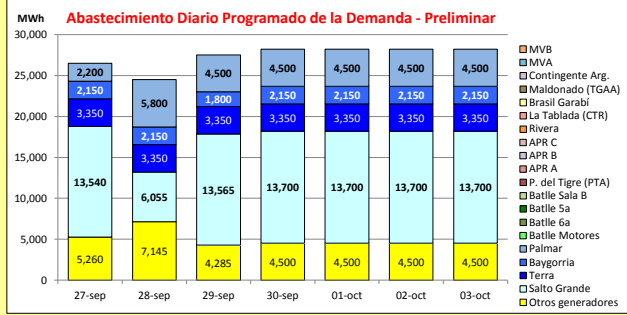 MWh
Abastecimiento Diario Programado de la Demanda - Preliminar
30,000
25,000
20,000
15,000
10,000
5,000
0
2,200
2,150
3,350
13,540
5,260
5,800
2,150
3,350
6,055
7,145
4,500
1,800
3,350
13,565
4,285
4,500
2,150
3,350
13,700
4,500
4,500
2,150
3,350
13,700
4,500
4,500
2,150
3,350
13,700
4,500
4,500
2,150
3,350
13,700
4,500
27-sep 28-sep 29-sep 30-sep 01-oct 02-oct 03-oct
MVB
MVA
Contingente Arg.
Maldonado (TGAA)
Brasil Garabí
La Tablada (CTR)
Rivera
APR C
APR B
APR A
P. del Tigre (PTA)
Batlle Sala B
Batlle 5a
Batlle 6a
Batlle Motores
Palmar
Baygorria
Terra
Salto Grande
Otros generadores